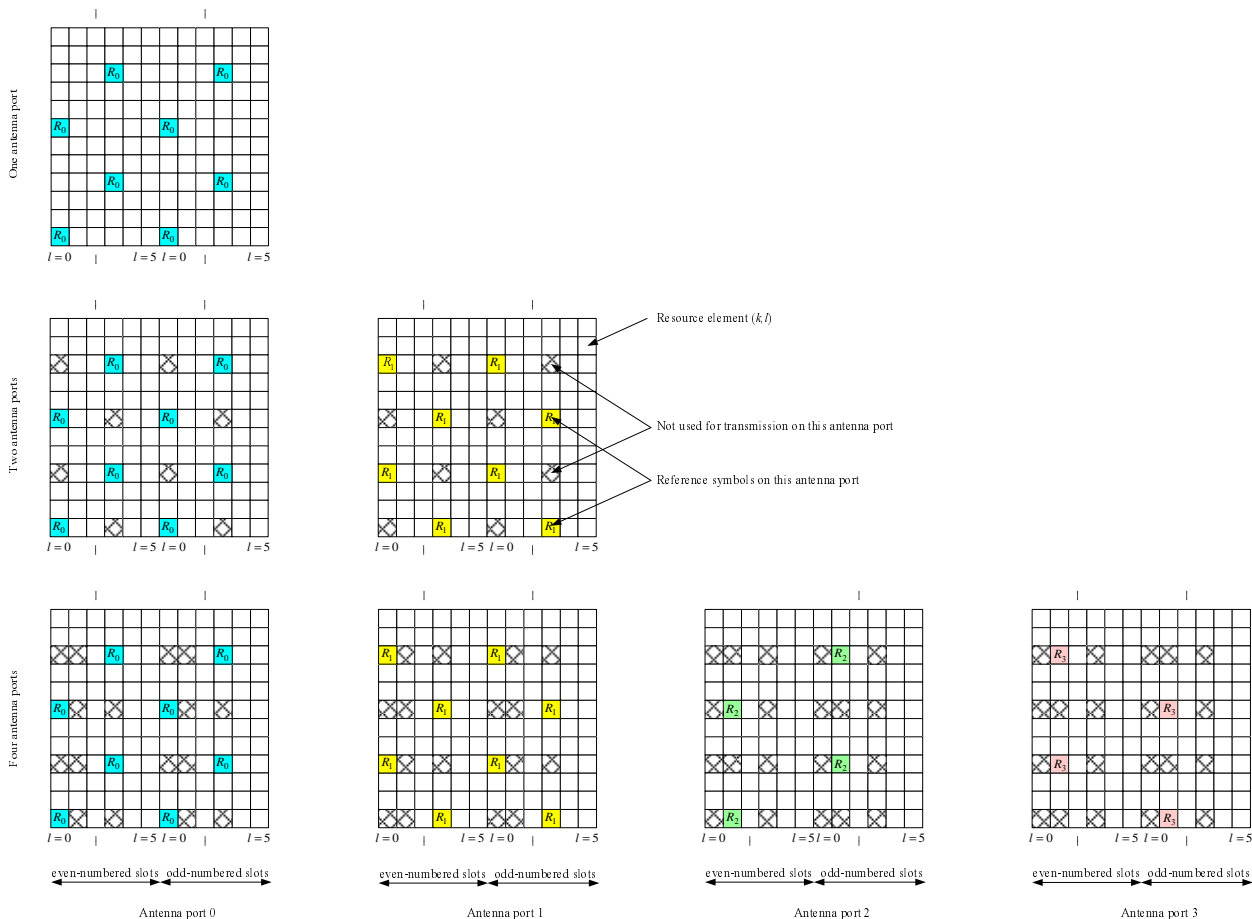 One antenna port
R0 R0
R0 R0
R0 R0
R0 R0
l = 0 l = 5 l = 0 l = 5
Two antenna ports
R0 R0
R0 R0
R0 R0
R0 R0
l = 0 l = 5 l = 0 l = 5
R1 R1
R1 R1
R1 R1
R1 R1
l = 0 l = 5 l = 0 l = 5
Resource element (k,l)
Not used for transmission on this antenna port
Reference symbols on this antenna port
Four antenna ports
R0 R0
R0 R0
R0 R0
R0 R0
l = 0 l = 5 l = 0 l = 5
even-numbered slots odd-numbered slots
Antenna port 0
R1 R1
R1 R1
R1 R1
R1 R1
l = 0 l = 5 l = 0 l = 5
even-numbered slots odd-numbered slots
Antenna port 1
R2
R2
R2
R2
l = 0 l = 5 l = 0 l = 5
even-numbered slots odd-numbered slots
Antenna port 2
R3
R3
R3
R3
l = 0 l = 5 l = 0 l = 5
even-numbered slots odd-numbered slots
Antenna port 3